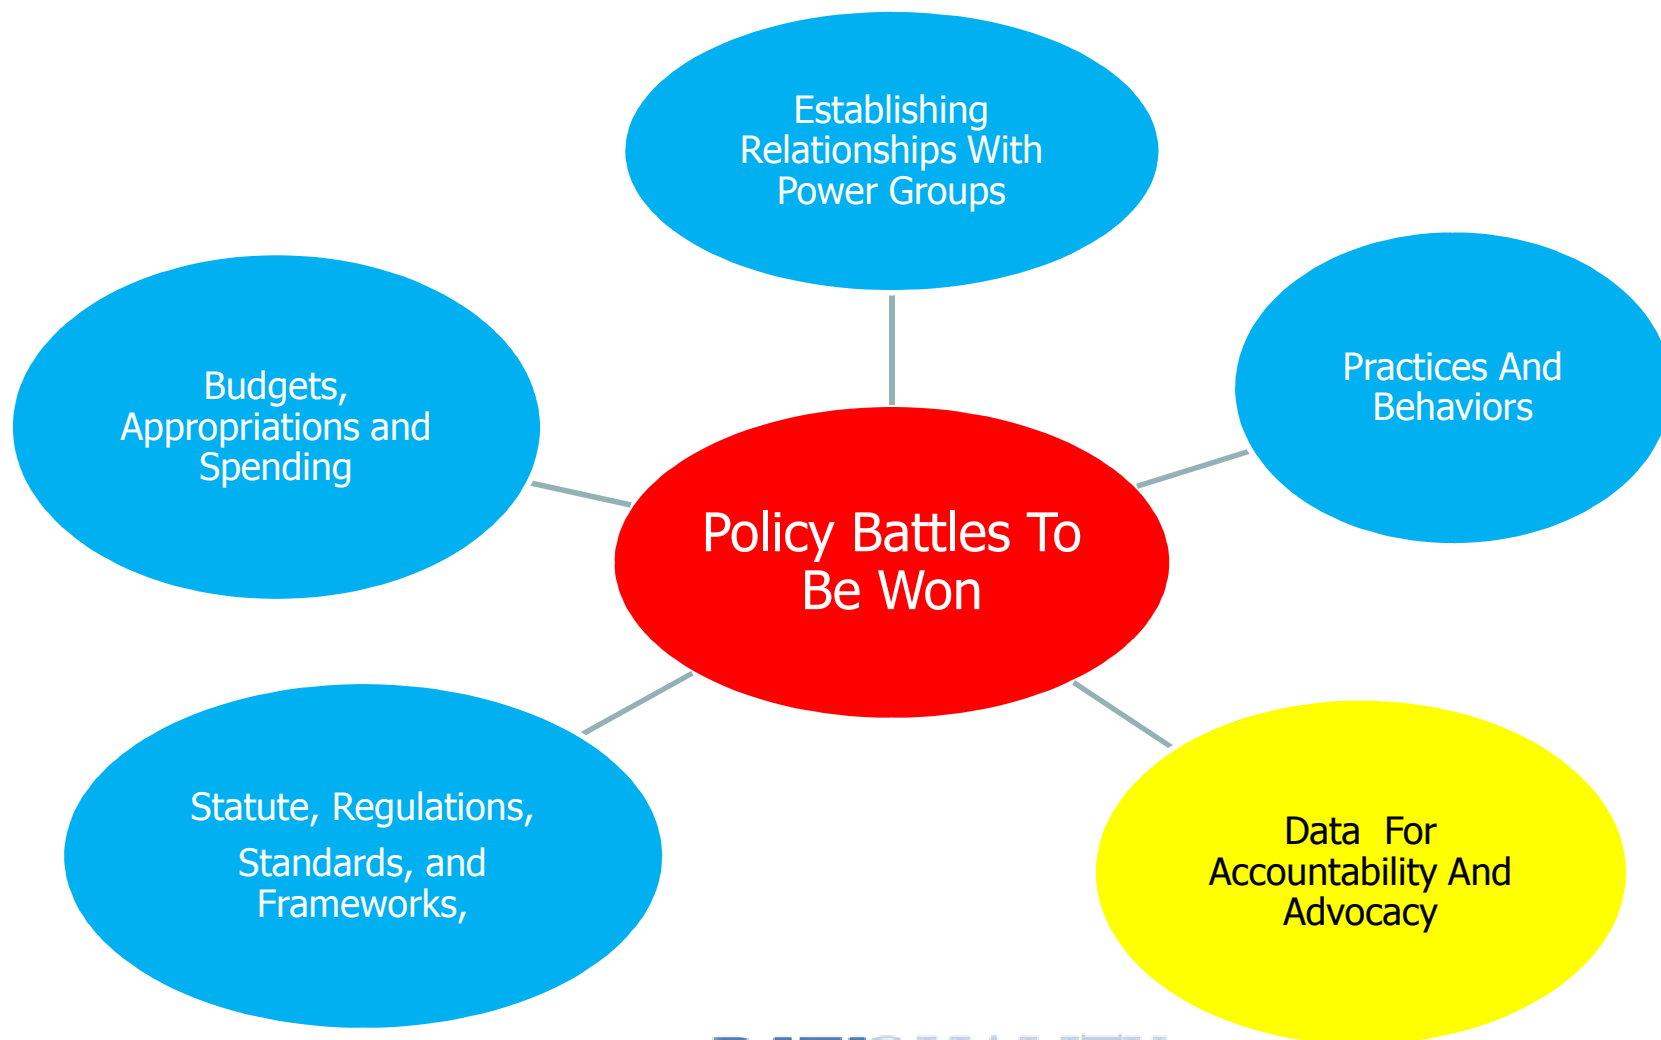 Establishing
Relationships With
Power Groups
Practices And
Behaviors
Budgets,
Appropriations and
Spending
Policy Battles To
Be Won
Statute, Regulations,
Standards, and
Frameworks,
Data  For
Accountability And
Advocacy